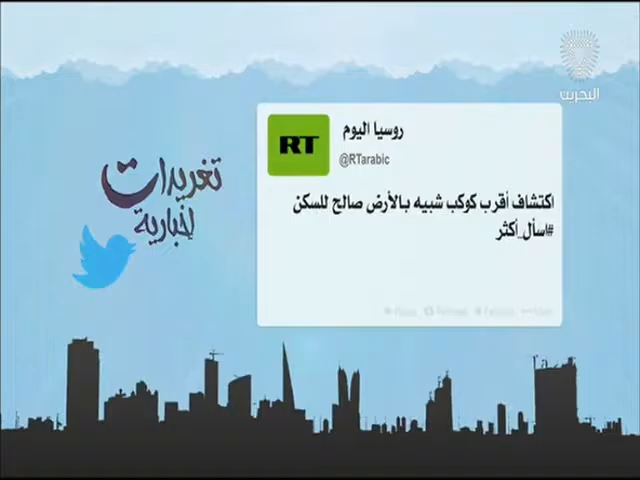 البحرين
RT
روسيا اليوم
@RTarabic
اكتشاف أقرب كوكب شبيه بالأرض صالح للسكن
#اسأل_أكثر
تغريدات
إخبارية